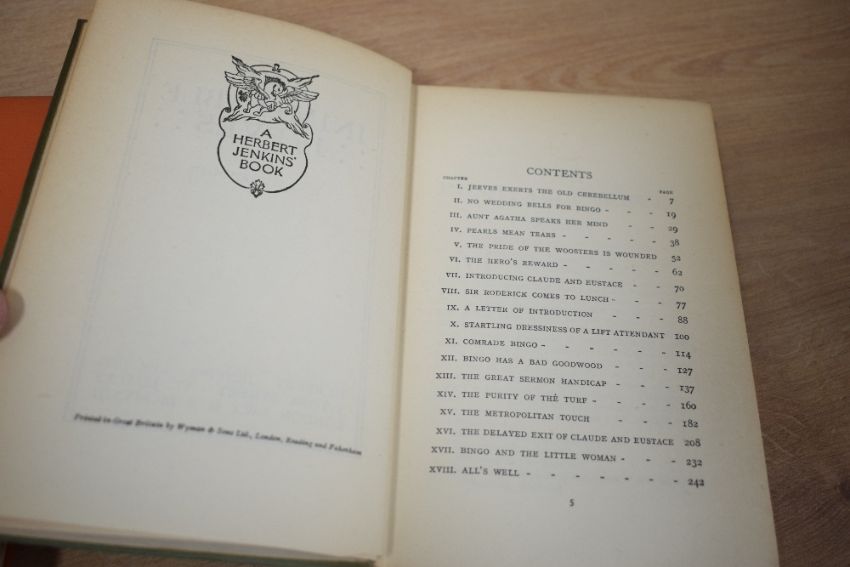 A
HERBERT
JENKINS'
BOOK
Printed in Great Britain by Wyman & Sons Ltd., London, Reading and Fakenham
CONTENTS
CHAPTER PAGE
I. JEEVES EXERTS THE OLD CEREBELLUM - 7
II. NO WEDDING BELLS FOR BINGO - - - 19
III. AUNT AGATHA SPEAKS HER MIND - - 29
IV. PEARLS MEAN TEARS - - - - - 38
V. THE PRIDE OF THE WOOSTERS IS WOUNDED 52
VI. THE HERO'S REWARD - - - - - 62
VII. INTRODUCING CLAUDE AND EUSTACE - - 70
VIII. SIR RODERICK COMES TO LUNCH - - - 77
IX. A LETTER OF INTRODUCTION - - - 88
X. STARTLING DRESSINESS OF A LIFT ATTENDANT 100
XI. COMRADE BINGO - - - - - - 114
XII. BINGO HAS A BAD GOODWOOD - - - 127
XIII. THE GREAT SERMON HANDICAP - - - 137
XIV. THE PURITY OF THE TURF - - - - 160
XV. THE METROPOLITAN TOUCH - - - 182
XVI. THE DELAYED EXIT OF CLAUDE AND EUSTACE 208
XVII. BINGO AND THE LITTLE WOMAN - - - 232
XVIII. ALL'S WELL - - - - - - - 242
5